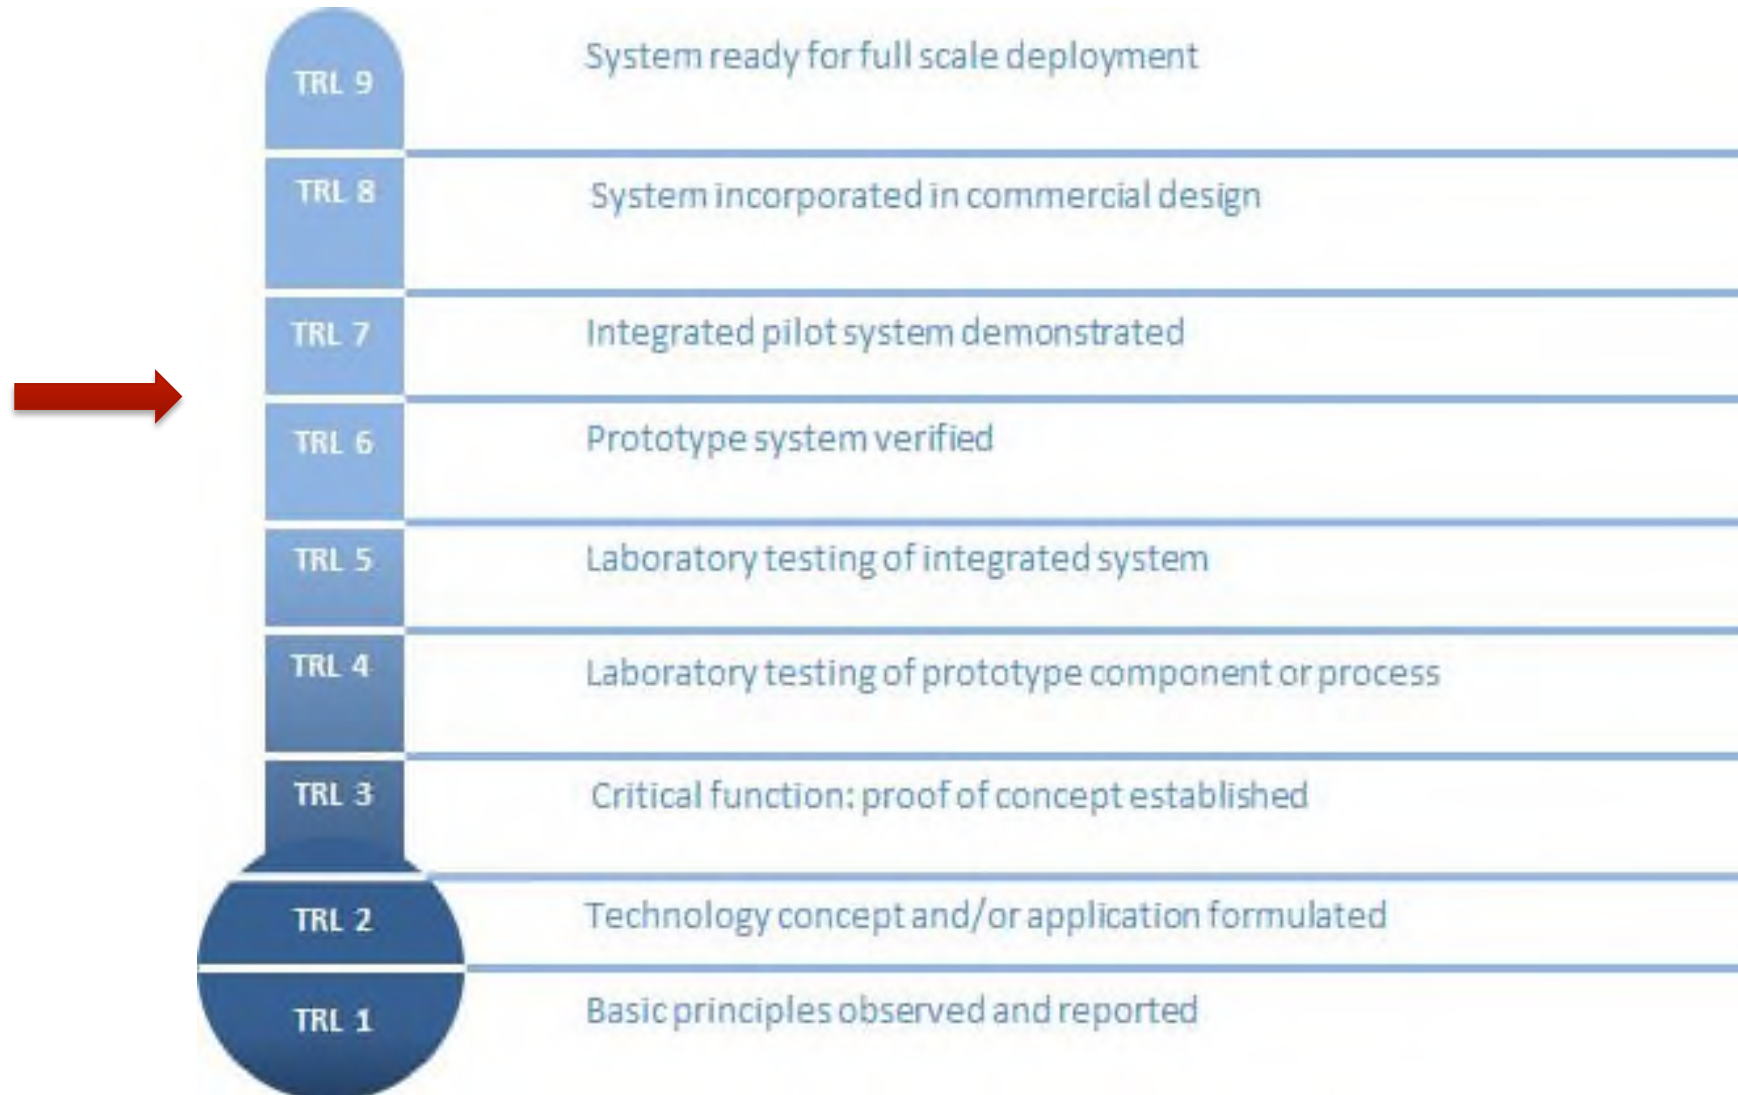 TRL 9 System ready for full scale deployment
TRL 8 System incorporated in commercial design
TRL 7 Integrated pilot system demonstrated
TRL 6 Prototype system verified
TRL 5 Laboratory testing of integrated system
TRL 4 Laboratory testing of prototype component or process
TRL 3 Critical function: proof of concept established
TRL 2 Technology concept and/or application formulated
TRL 1 Basic principles observed and reported